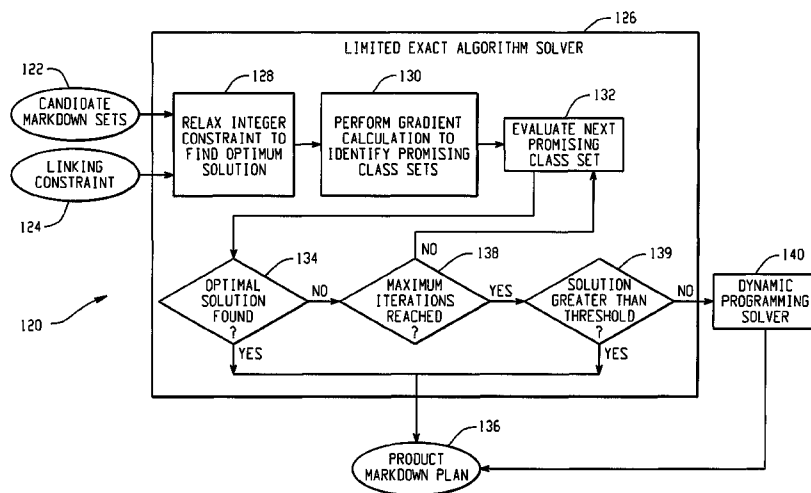 126
LIMITED EXACT ALGORITHM SOLVER
122
CANDIDATE
MARKDOWN SETS
128
RELAX INTEGER
CONSTRAINT TO
FIND OPTIMUM
SOLUTION
130
PERFORM GRADIENT
CALCULATION TO
IDENTIFY PROMISING
CLASS SETS
132
EVALUATE NEXT
PROMISING
CLASS SET
LINKING
CONSTRAINT
124
134
OPTIMAL
SOLUTION
FOUND
?
NO
YES
NO
138
MAXIMUM
ITERATIONS
REACHED
?
YES
139
SOLUTION
GREATER THAN
THRESHOLD
?
NO
YES
140
DYNAMIC
PROGRAMMING
SOLVER
120
136
PRODUCT
MARKDOWN PLAN